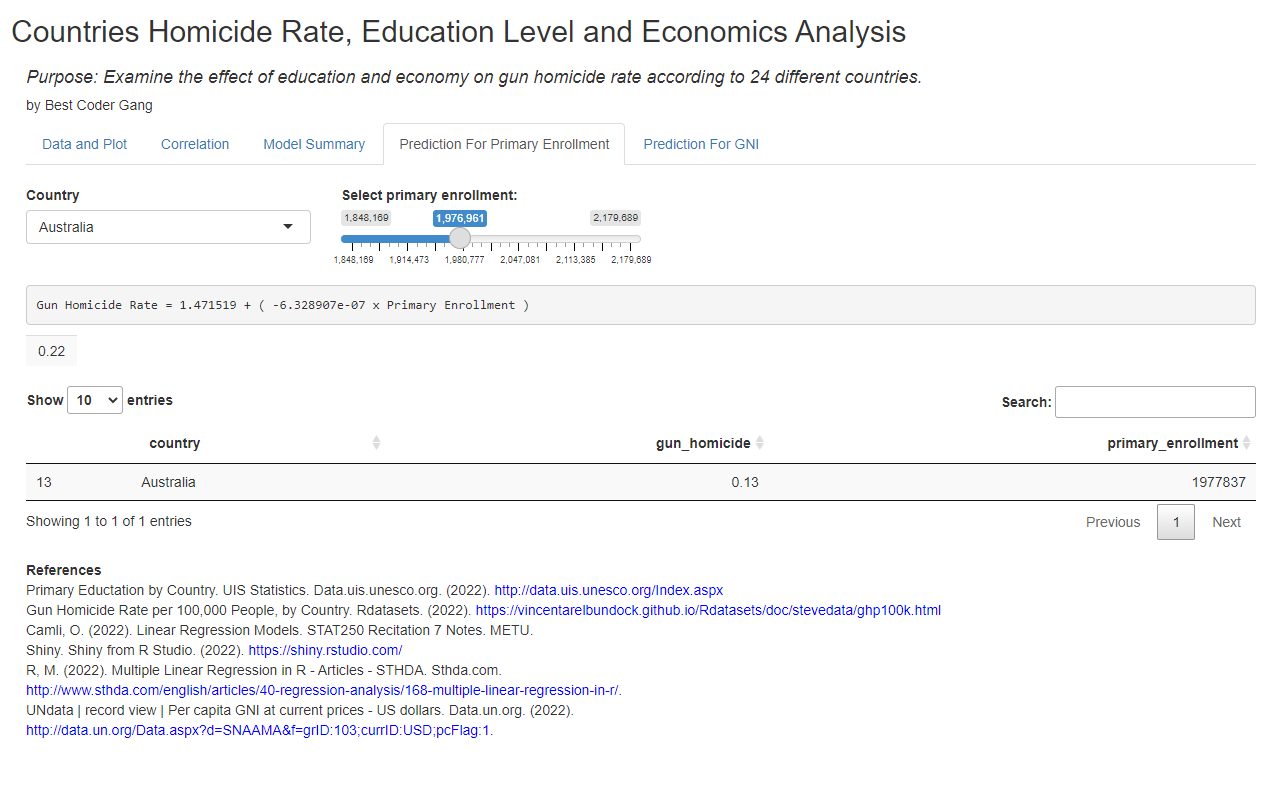 Countries Homicide Rate, Education Level and Economics Analysis
Purpose: Examine the effect of education and economy on gun homicide rate according to 24 different countries.
by Best Coder Gang
Data and Plot Correlation Model Summary Prediction For Primary Enrollment Prediction For GNI
Country Select primary enrollment:
1,848,169 1,976,961 2,179,689
Australia
1,848,169 1,914,473 1,980,777 2,047,081 2,113,385 2,179,689
Gun Homicide Rate = 1.471519 + ( -6.328907e-07 x Primary Enrollment )
0.22
Show 10 entries Search:
country gun_homicide primary_enrollment
13 Australia 0.13 1977837
Showing 1 to 1 of 1 entries Previous 1 Next
References
Primary Eductation by Country. UIS Statistics. Data.uis.unesco.org. (2022). http://data.uis.unesco.org/Index.aspx
Gun Homicide Rate per 100,000 People, by Country. Rdatasets. (2022). https://vincentarelbundock.github.io/Rdatasets/doc/stevedata/ghp100k.html
Camli, O. (2022). Linear Regression Models. STAT250 Recitation 7 Notes. METU.
Shiny. Shiny from R Studio. (2022). https://shiny.rstudio.com/
R, M. (2022). Multiple Linear Regression in R - Articles - STHDA. Sthda.com.
http://www.sthda.com/english/articles/40-regression-analysis/168-multiple-linear-regression-in-r/.
UNdata | record view | Per capita GNI at current prices - US dollars. Data.un.org. (2022).
http://data.un.org/Data.aspx?d=SNAAMA&f=grID:103;currID:USD;pcFlag:1.